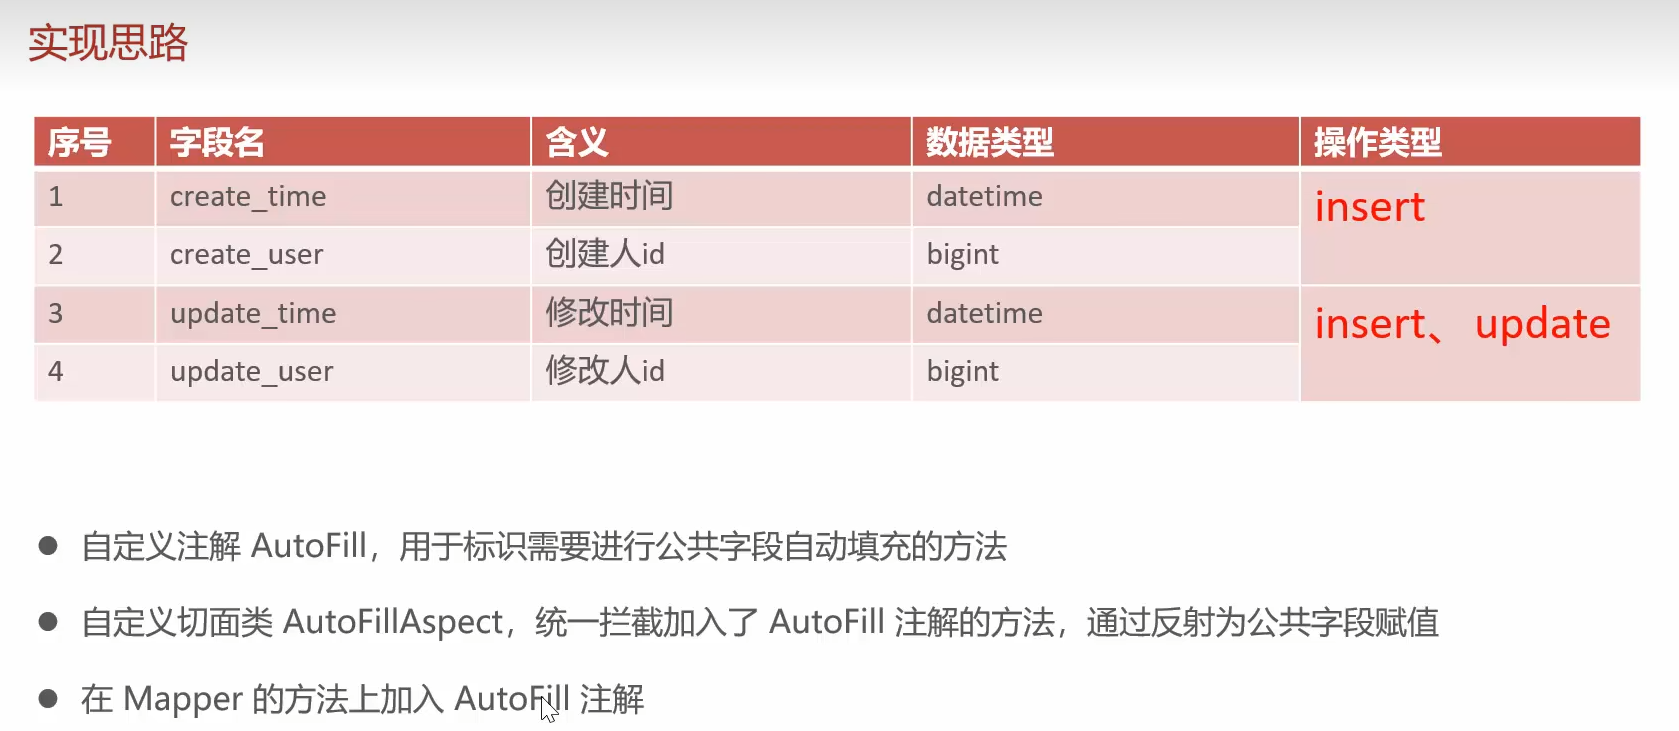 实现思路
序号 字段名 含义 数据类型 操作类型
1 create_time 创建时间 datetime insert
2 create_user 创建人id bigint
3 update_time 修改时间 datetime insert、update
4 update_user 修改人id bigint
● 自定义注解 AutoFill，用于标识需要进行公共字段自动填充的方法
● 自定义切面类 AutoFillAspect，统一拦截加入了 AutoFill 注解的方法，通过反射为公共字段赋值
● 在 Mapper 的方法上加入 AutoFill 注解